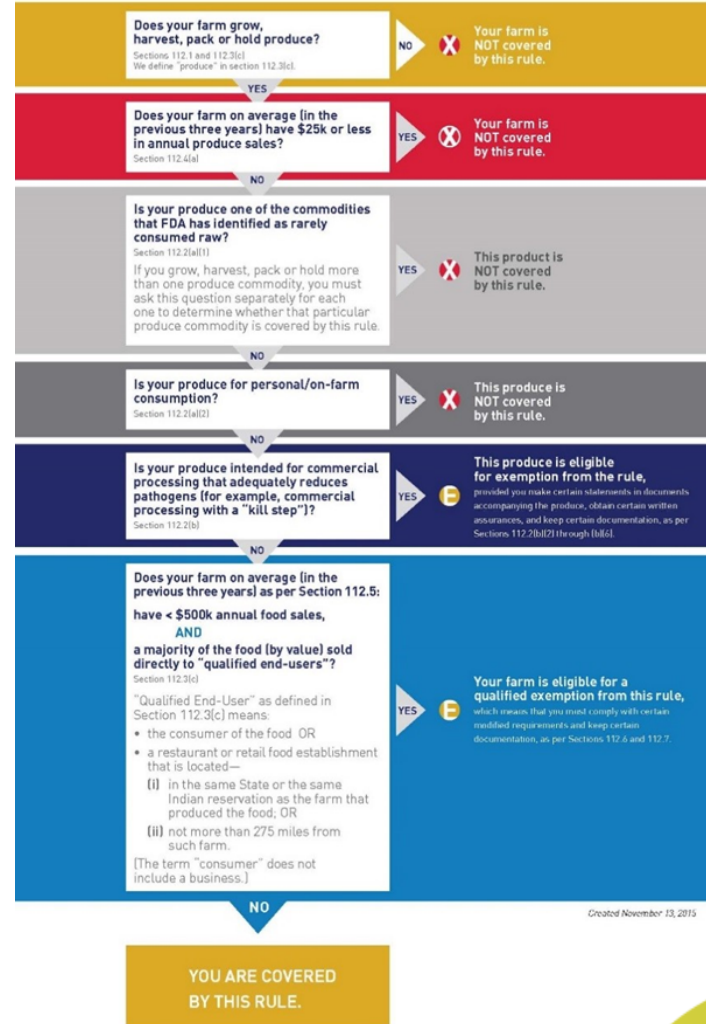 Does your farm grow,
harvest, pack or hold produce?
Sections 112.1 and 112.3(c)
We define "produce" in section 112.3(c).
NO
X
Your farm is
NOT covered
by this rule.
YES
Does your farm on average (in the
previous three years) have $25k or less
in annual produce sales?
Section 112.4(a)
YES
X
Your farm is
NOT covered
by this rule.
NO
Is your produce one of the commodities
that FDA has identified as rarely
consumed raw?
Section 112.2(a)(1)
If you grow, harvest, pack or hold more
than one produce commodity, you must
ask this question separately for each
one to determine whether that particular
produce commodity is covered by this rule.
YES
X
This product is
NOT covered
by this rule.
NO
Is your produce for personal/on-farm
consumption?
Section 112.2(a)(2)
YES
X
This produce is
NOT covered
by this rule.
NO
Is your produce intended for commercial
processing that adequately reduces
pathogens (for example, commercial
processing with a "kill step")?
Section 112.2(b)
YES
E
This produce is eligible
for exemption from the rule,
provided you make certain statements in documents
accompanying the produce, obtain certain written
assurances, and keep certain documentation, as per
Sections 112.2(b)(2) through (b)(6).
NO
Does your farm on average (in the
previous three years) as per Section 112.5:
have < $500k annual food sales,
AND
a majority of the food (by value) sold
directly to "qualified end-users"?
Section 112.3(c)
"Qualified End-User" as defined in
Section 112.3(c) means:
• the consumer of the food OR
• a restaurant or retail food establishment
that is located—
(i) in the same State or the same
Indian reservation as the farm that
produced the food; OR
(ii) not more than 275 miles from
such farm.
(The term "consumer" does not
include a business.)
YES
E
Your farm is eligible for a
qualified exemption from this rule,
which means that you must comply with certain
modified requirements and keep certain
documentation, as per Sections 112.6 and 112.7.
NO
Created November 13, 2015
YOU ARE COVERED
BY THIS RULE.